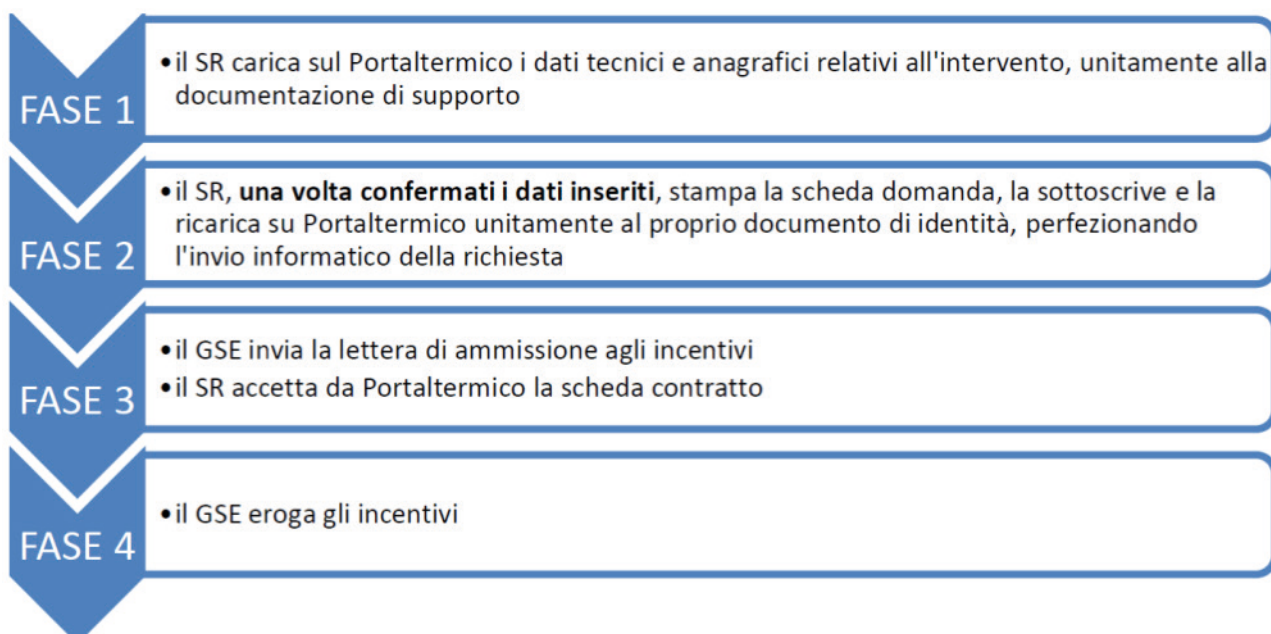 FASE 1
•il SR carica sul Portaltermico i dati tecnici e anagrafici relativi all'intervento, unitamente alla
documentazione di supporto
FASE 2
•il SR, una volta confermati i dati inseriti, stampa la scheda domanda, la sottoscrive e la
ricarica su Portaltermico unitamente al proprio documento di identità, perfezionando
l'invio informatico della richiesta
FASE 3
•il GSE invia la lettera di ammissione agli incentivi
•il SR accetta da Portaltermico la scheda contratto
FASE 4
•il GSE eroga gli incentivi